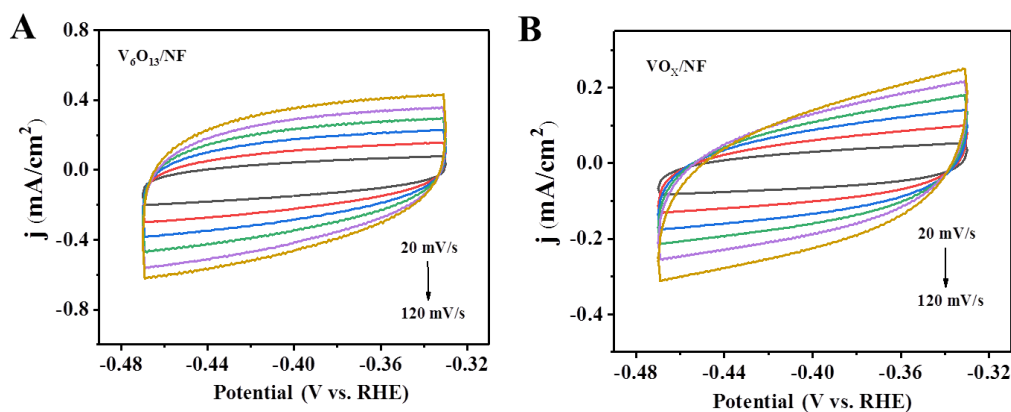 A
V₆O₁₃/NF
0.8
0.4
0.0
-0.4
-0.8
j (mA/cm²)
20 mV/s
120 mV/s
-0.48
-0.44
-0.40
-0.36
-0.32
Potential (V vs. RHE)
B
VOₓ/NF
0.2
0.0
-0.2
-0.4
j (mA/cm²)
20 mV/s
120 mV/s
-0.48
-0.44
-0.40
-0.36
-0.32
Potential (V vs. RHE)